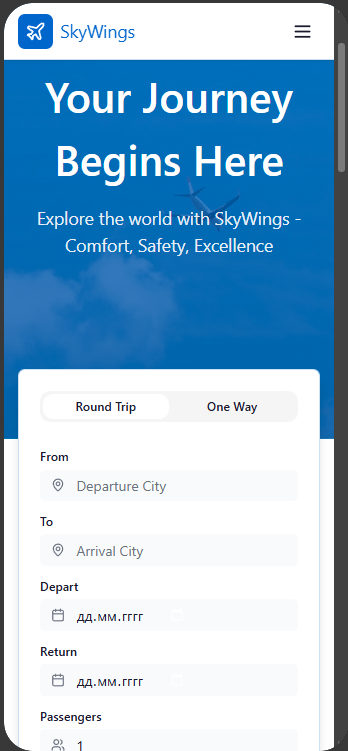 SkyWings
Your Journey
Begins Here
Explore the world with SkyWings -
Comfort, Safety, Excellence
Round Trip
One Way
From
Departure City
To
Arrival City
Depart
дд.мм.гггг
Return
дд.мм.гггг
Passengers
1